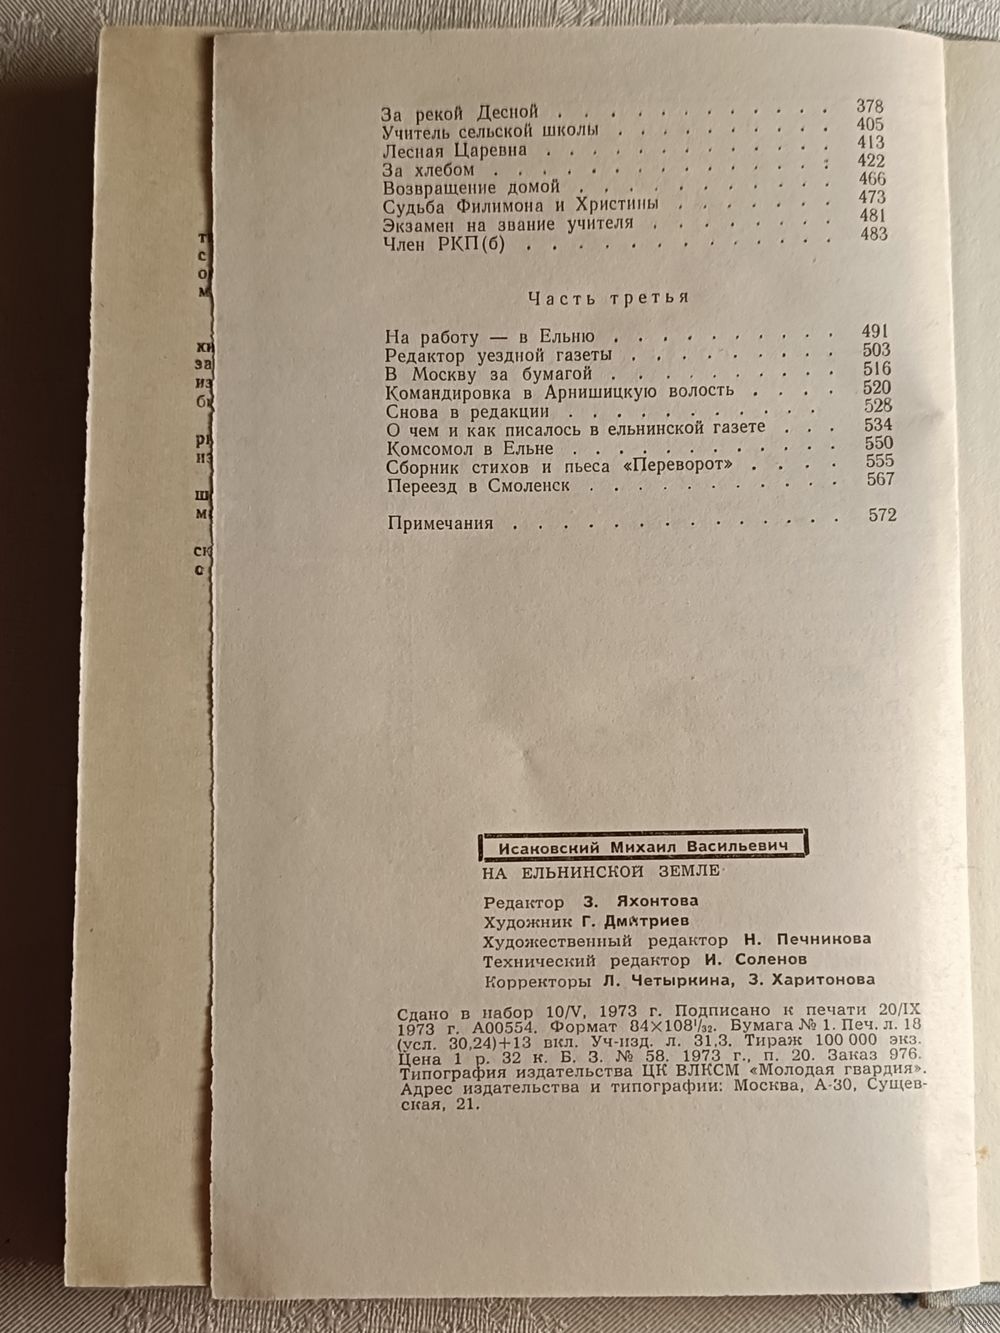 За рекой Десной . . . . . . . . . . . . 378
Учитель сельской школы . . . . . . . . . 405
Лесная Царевна . . . . . . . . . . . . 413
За хлебом . . . . . . . . . . . . . . 422
Возвращение домой . . . . . . . . . . . 466
Судьба Филимона и Христины . . . . . . . 473
Экзамен на звание учителя . . . . . . . . 481
Член РКП(б) . . . . . . . . . . . . . 483
Часть третья
На работу — в Ельню . . . . . . . . . . 491
Редактор уездной газеты . . . . . . . . . 503
В Москву за бумагой . . . . . . . . . . 516
Командировка в Арнишицкую волость . . . . 520
Снова в редакции . . . . . . . . . . . 528
О чем и как писалось в ельнинской газете . . . 534
Комсомол в Ельне . . . . . . . . . . . 550
Сборник стихов и пьеса «Переворот» . . . . 555
Переезд в Смоленск . . . . . . . . . . 567
Примечания . . . . . . . . . . . . . 572
Исаковский Михаил Васильевич
НА ЕЛЬНИНСКОЙ ЗЕМЛЕ
Редактор З. Яхонтова
Художник Г. Дмитриев
Художественный редактор Н. Печникова
Технический редактор И. Соленов
Корректоры Л. Четыркина, З. Харитонова
Сдано в набор 10/V, 1973 г. Подписано к печати 20/IX
1973 г. А00554. Формат 84×108¹/₃₂. Бумага № 1. Печ. л. 18
(усл. 30,24)+13 вкл. Уч-изд. л. 31,3. Тираж 100 000 экз.
Цена 1 р. 32 к. Б. З. № 58. 1973 г., п. 20. Заказ 976.
Типография издательства ЦК ВЛКСМ «Молодая гвардия».
Адрес издательства и типографии: Москва, А-30, Сущев-
ская, 21.